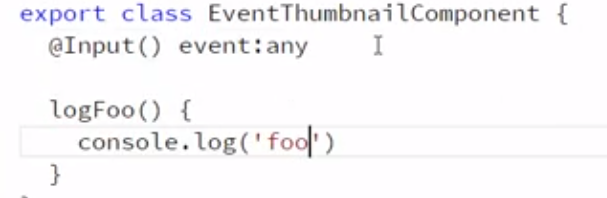 export class EventThumbnailComponent {
@Input() event:any
logFoo() {
console.log('foo')
}